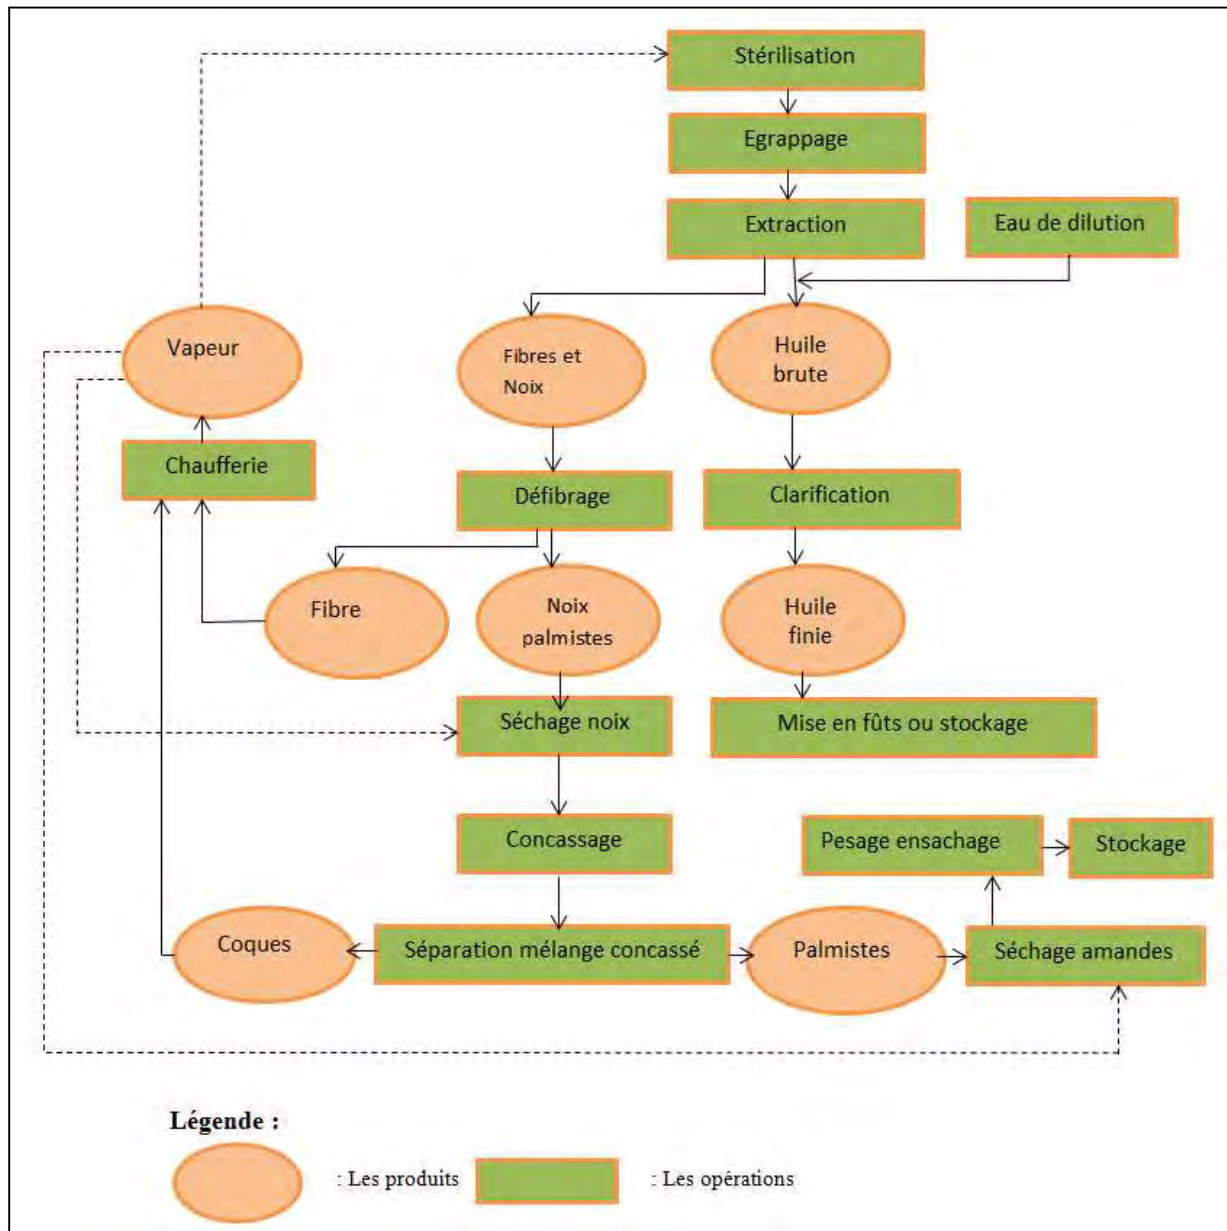 Stérilisation
Egrappage
Extraction
Eau de dilution
Vapeur
Fibres et
Noix
Huile
brute
Chaufferie
Défibrage
Clarification
Fibre
Noix
palmistes
Huile
finie
Séchage noix
Mise en fûts ou stockage
Concassage
Pesage ensachage
Stockage
Coques
Séparation mélange concassé
Palmistes
Séchage amandes
Légende :
: Les produits
: Les opérations